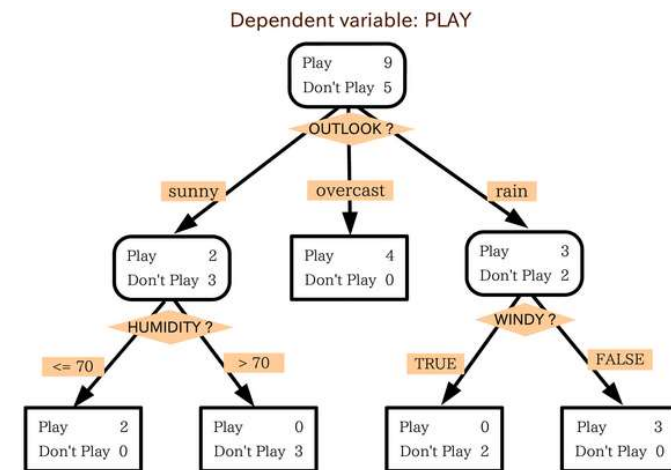 Dependent variable: PLAY
Play 9
Don't Play 5
OUTLOOK ?
sunny
overcast
rain
Play 2
Don't Play 3
Play 4
Don't Play 0
Play 3
Don't Play 2
HUMIDITY ?
WINDY ?
<= 70
> 70
TRUE
FALSE
Play 2
Don't Play 0
Play 0
Don't Play 3
Play 0
Don't Play 2
Play 3
Don't Play 0